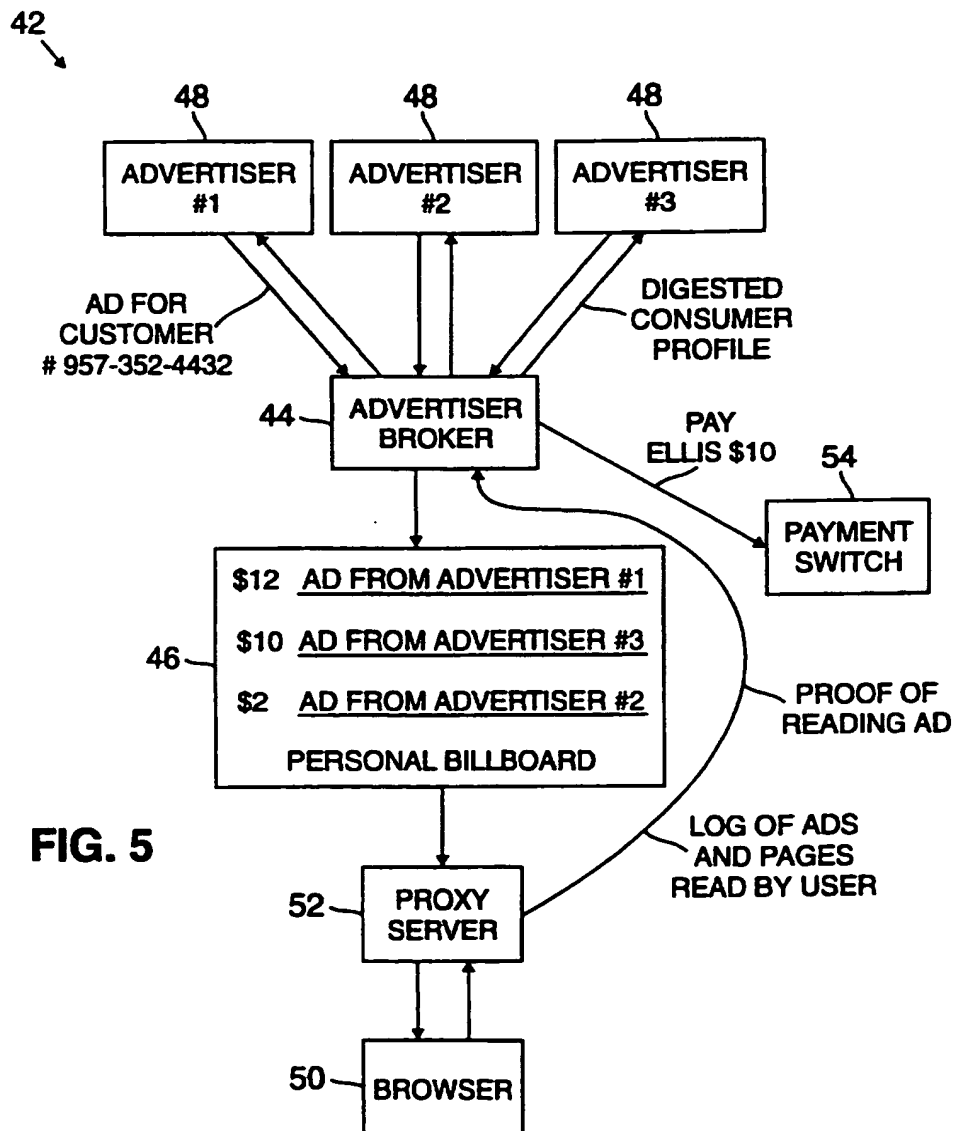 42
48
48
48
ADVERTISER
#1
ADVERTISER
#2
ADVERTISER
#3
AD FOR
CUSTOMER
# 957-352-4432
DIGESTED
CONSUMER
PROFILE
44
ADVERTISER
BROKER
PAY
ELLIS $10
54
PAYMENT
SWITCH
46
$12 AD FROM ADVERTISER #1
$10 AD FROM ADVERTISER #3
$2 AD FROM ADVERTISER #2
PERSONAL BILLBOARD
PROOF OF
READING AD
FIG. 5
LOG OF ADS
AND PAGES
READ BY USER
52
PROXY
SERVER
50
BROWSER